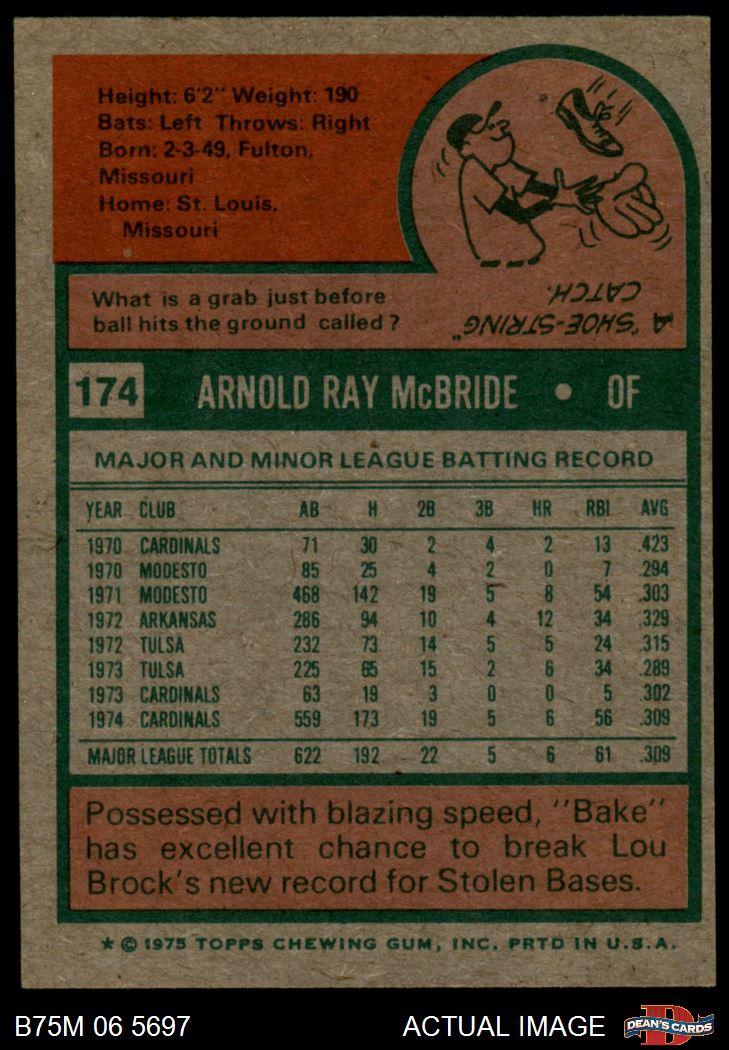 Height: 6'2" Weight: 190
Bats: Left Throws: Right
Born: 2-3-49, Fulton,
Missouri
Home: St. Louis,
Missouri
What is a grab just before
ball hits the ground called?
A "SHOE-STRING"
CATCH.
174 ARNOLD RAY McBRIDE • OF
MAJOR AND MINOR LEAGUE BATTING RECORD
YEAR CLUB AB H 2B 3B HR RBI AVG
1970 CARDINALS 71 30 2 4 2 13 .423
1970 MODESTO 85 25 4 2 0 7 .294
1971 MODESTO 468 142 19 5 8 54 .303
1972 ARKANSAS 286 94 10 4 12 34 .329
1972 TULSA 232 73 14 5 5 24 .315
1973 TULSA 225 65 15 2 6 34 .289
1973 CARDINALS 63 19 3 0 0 5 .302
1974 CARDINALS 559 173 19 5 6 56 .309
MAJOR LEAGUE TOTALS 622 192 22 5 6 61 .309
Possessed with blazing speed, "Bake"
has excellent chance to break Lou
Brock's new record for Stolen Bases.
* © 1975 TOPPS CHEWING GUM, INC. PRTD IN U.S.A.
B75M 06 5697 ACTUAL IMAGE
D
DEAN'S CARDS